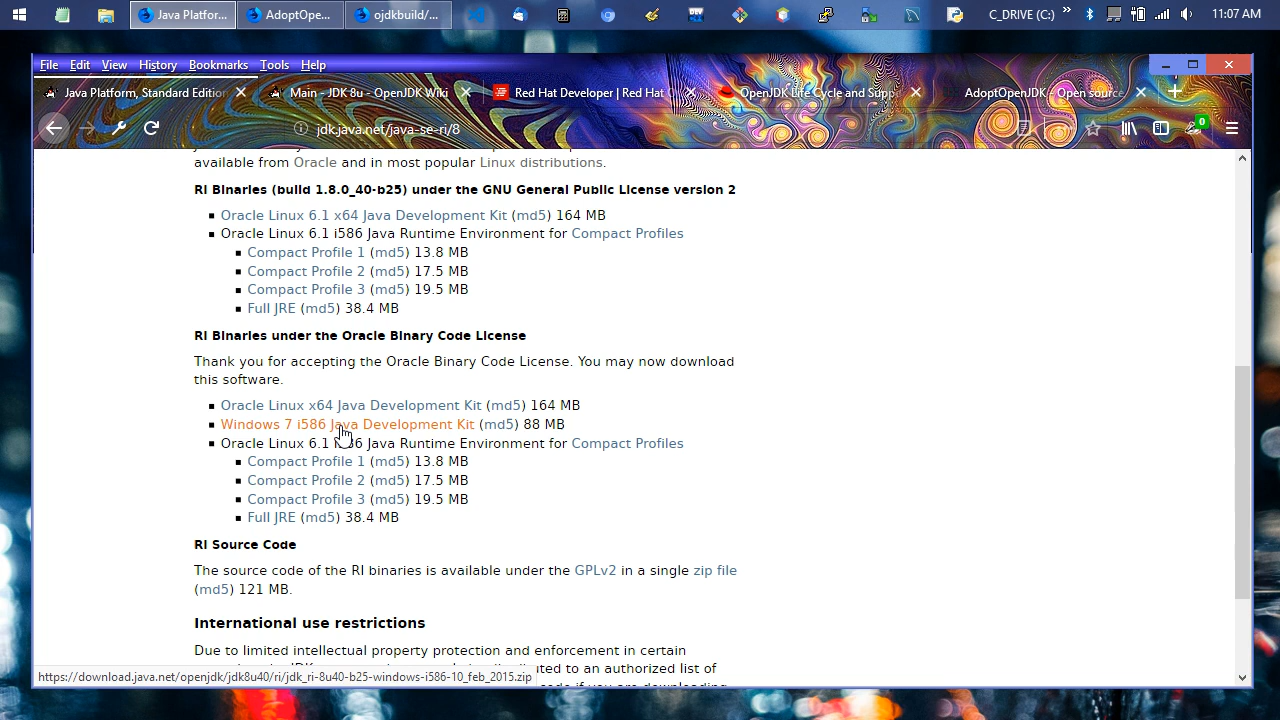 Java Platfor... AdoptOpe... ojdkbuild/... C_DRIVE (C:) » 11:07 AM
File Edit View History Bookmarks Tools Help
Java Platform, Standard Edition Main - JDK 8u - OpenJDK Wiki Red Hat Developer | Red Hat OpenJDK Life Cycle and Supp AdoptOpenJDK - Open source
jdk.java.net/java-se-ri/8 0
available from Oracle and in most popular Linux distributions.
RI Binaries (build 1.8.0_40-b25) under the GNU General Public License version 2
Oracle Linux 6.1 x64 Java Development Kit (md5) 164 MB
Oracle Linux 6.1 i586 Java Runtime Environment for Compact Profiles
Compact Profile 1 (md5) 13.8 MB
Compact Profile 2 (md5) 17.5 MB
Compact Profile 3 (md5) 19.5 MB
Full JRE (md5) 38.4 MB
RI Binaries under the Oracle Binary Code License
Thank you for accepting the Oracle Binary Code License. You may now download
this software.
Oracle Linux x64 Java Development Kit (md5) 164 MB
Windows 7 i586 Java Development Kit (md5) 88 MB
Oracle Linux 6.1 i586 Java Runtime Environment for Compact Profiles
Compact Profile 1 (md5) 13.8 MB
Compact Profile 2 (md5) 17.5 MB
Compact Profile 3 (md5) 19.5 MB
Full JRE (md5) 38.4 MB
RI Source Code
The source code of the RI binaries is available under the GPLv2 in a single zip file
(md5) 121 MB.
International use restrictions
Due to limited intellectual property protection and enforcement in certain
to an authorized list of
https://download.java.net/openjdk/jdk8u40/ri/jdk_ri-8u40-b25-windows-i586-10_feb_2015.zip
code if you are downloading